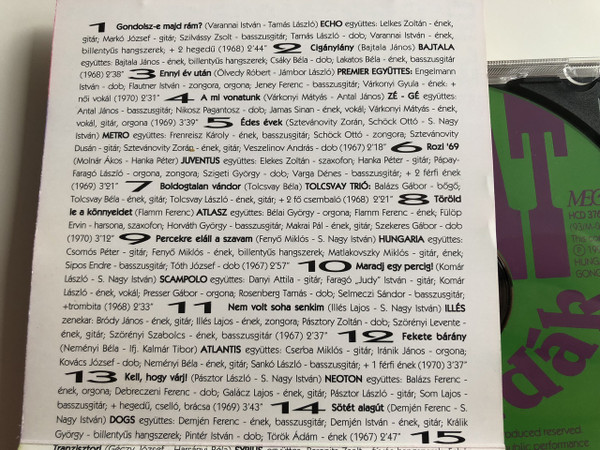 1 Gondolsz-e majd rám? (Varannai István - Tamás László) ECHO együttes: Lelkes Zoltán - ének,
gitár; Markó József - gitár; Szilvássy Zsolt - basszusgitár; Tamás László - dob; Varannai István - ének,
billentyűs hangszerek; + 2 hegedű (1968) 2'44" 2 Cigánylány (Bajtala János) BAJTALA
együttes: Bajtala János - ének, billentyűs hangszerek; Csáky Béla - dob; Lakatos Béla - ének, basszusgitár
(1968) 2'38" 3 Ennyi év után (Ölvedy Róbert - Jámbor László) PREMIER EGYÜTTES: Engelmann
István - dob; Flautner István - zongora, orgona; Jeney Ferenc - basszusgitár; Várkonyi Gyula - ének; +
női vokál (1970) 2'31" 4 A mi vonatunk (Várkonyi Mátyás - Antal János) ZÉ - GÉ együttes:
Antal János - basszusgitár; Nikosz Pagantosz - dob; Jamas Sinan - ének, vokál; Várkonyi Mátyás - ének,
vokál, gitár, orgona (1969) 3'39" 5 Édes évek (Sztevanovity Zorán, Schöck Ottó - S. Nagy
István) METRO együttes: Frenreisz Károly - ének, basszusgitár; Schöck Ottó - zongora; Sztevánovity
Dusán - gitár; Sztevánovity Zorán - ének, gitár; Veszelinov András - dob (1967) 2'18" 6 Rozi '69
(Molnár Ákos - Hanka Péter) JUVENTUS együttes: Elekes Zoltán - szaxofon; Hanka Péter - gitár; Pápay-
Faragó László - orgona, zongora; Szigeti György - dob; Varga Dénes - basszusgitár; + 2 férfi ének
(1969) 3'21" 7 Boldogtalan vándor (Tolcsvay Béla) TOLCSVAY TRIÓ: Balázs Gábor - bőgő;
Tolcsvay Béla - ének, gitár; Tolcsvay László - ének, gitár; + 2 fő csembaló (1968) 2'21" 8 Töröld
le a könnyeidet (Flamm Ferenc) ATLASZ együttes: Bélai György - orgona; Flamm Ferenc - ének; Fülöp
Ervin - harsona, szaxofon; Horváth György - basszusgitár; Makrai Pál - ének, gitár; Szekeres Gábor - dob
(1970) 3'12" 9 Percekre eláll a szavam (Fenyő Miklós - S. Nagy István) HUNGARIA együttes:
Csomós Péter - gitár; Fenyő Miklós - ének, billentyűs hangszerek; Matlakovszky Miklós - gitár, ének;
Sipos Endre - basszusgitár; Tóth József - dob (1967) 2'57" 10 Maradj egy percig! (Komár
László - S. Nagy István) SCAMPOLO együttes: Danyi Attila - gitár; Faragó „Judy" István - gitár; Komár
László - ének, vokál; Presser Gábor - orgona; Rosenberg Tamás - dob; Selmeczi Sándor - basszusgitár;
+trombita (1968) 2'33" 11 Nem volt soha senkim (Illés Lajos - S. Nagy István) ILLÉS
zenekar: Bródy János - ének, gitár; Illés Lajos - ének, zongora; Pásztory Zoltán - dob; Szörényi Levente -
ének, gitár; Szörényi Szabolcs - ének, basszusgitár (1967) 2'37" 12 Fekete bárány
(Neményi Béla - Ifj. Kalmár Tibor) ATLANTIS együttes: Cserba Miklós - gitár; Iránik János - orgona;
Kovács József - dob; Neményi Béla - ének, gitár; Sankó László - basszusgitár; + 1 férfi ének (1970) 3'37"
13 Kell, hogy várj! (Pásztor László - S. Nagy István) NEOTON együttes: Balázs Ferenc -
ének, orgona; Debreczeni Ferenc - dob; Galácz Lajos - ének, gitár; Pásztor László - gitár; Som Lajos -
basszusgitár; + hegedű, cselló, brácsa (1969) 3'43" 14 Sötét alagút (Demjén Ferenc - S.
Nagy István) DOGS együttes: Demjén Ferenc - ének, basszusgitár; Demjén István - ének, gitár; Králik
György - billentyűs hangszerek; Pintér István - dob; Török Ádám - ének (1967) 2'47" 15
HCD 376
HUNG
GONG
dák